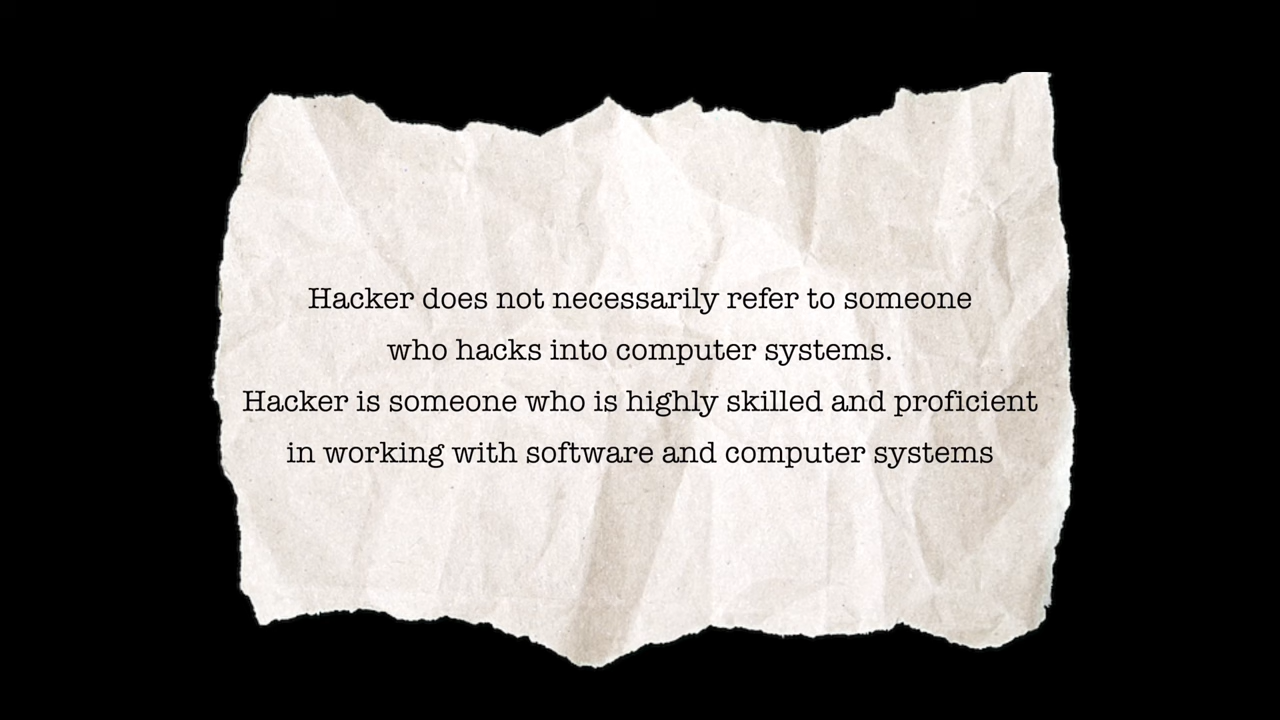 Hacker does not necessarily refer to someone
who hacks into computer systems.
Hacker is someone who is highly skilled and proficient
in working with software and computer systems